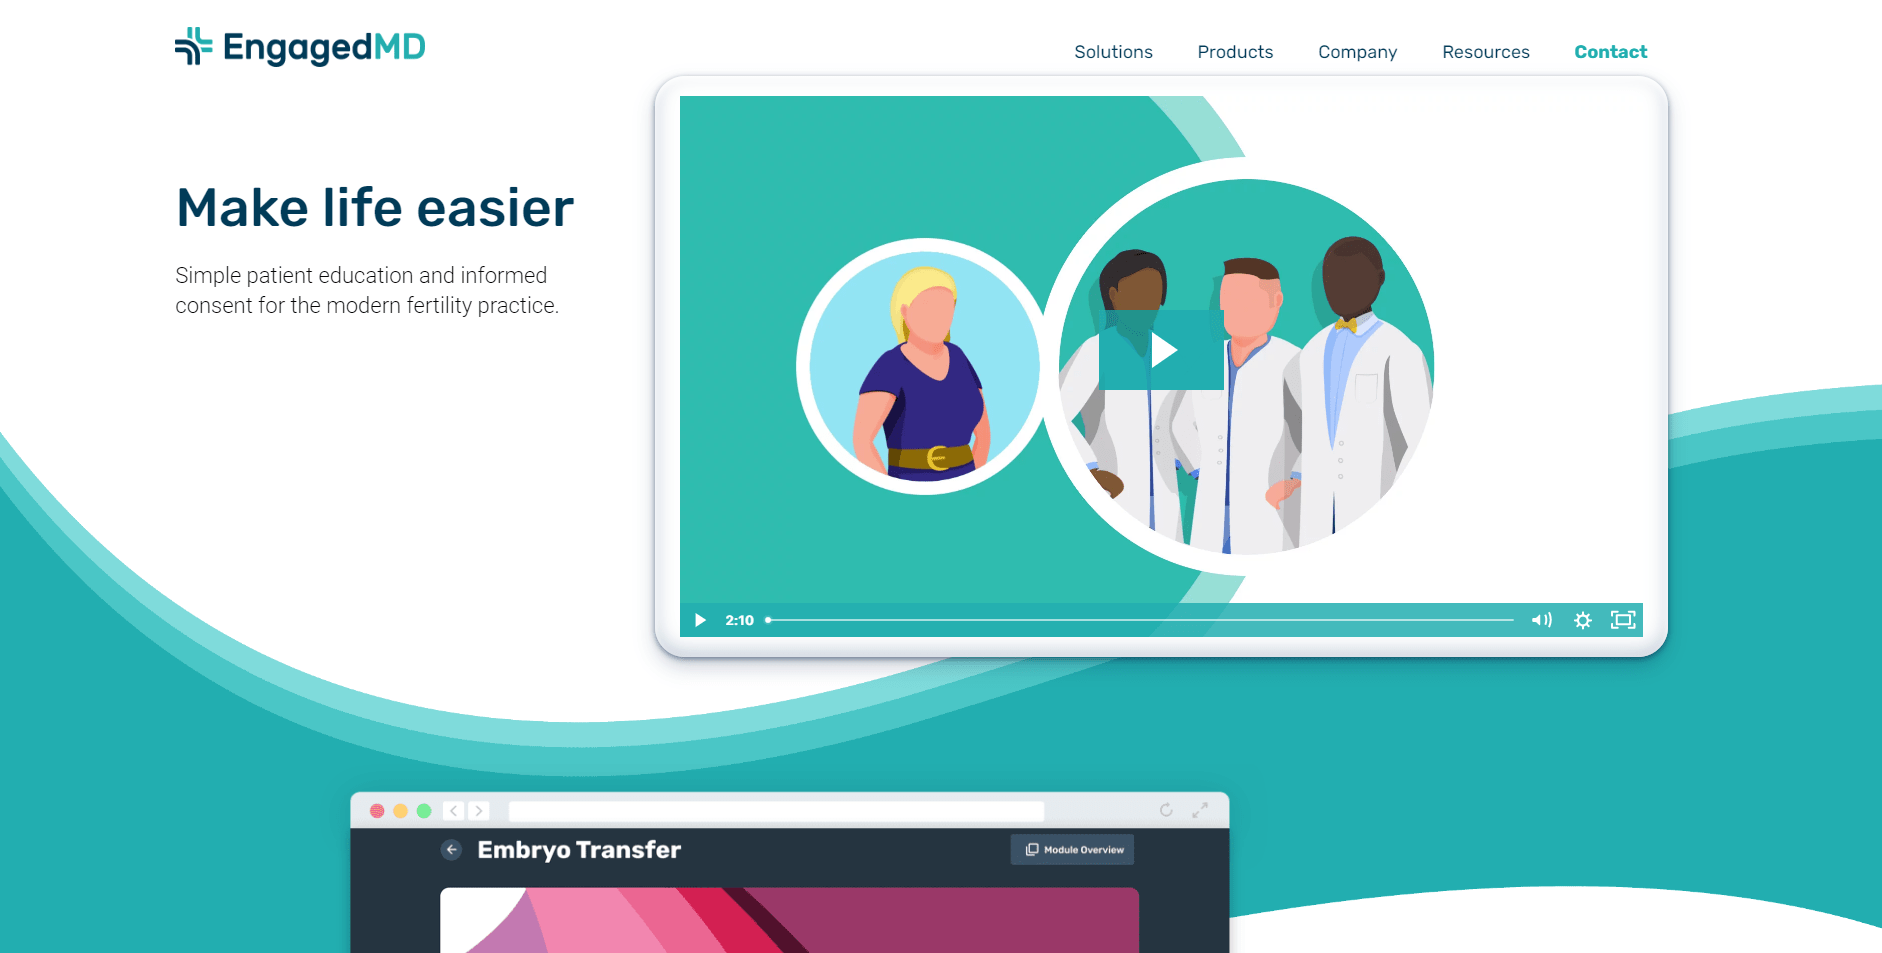 EngagedMD
Solutions
Products
Company
Resources
Contact
Make life easier
Simple patient education and informed
consent for the modern fertility practice.
2:10
Embryo Transfer
Module Overview